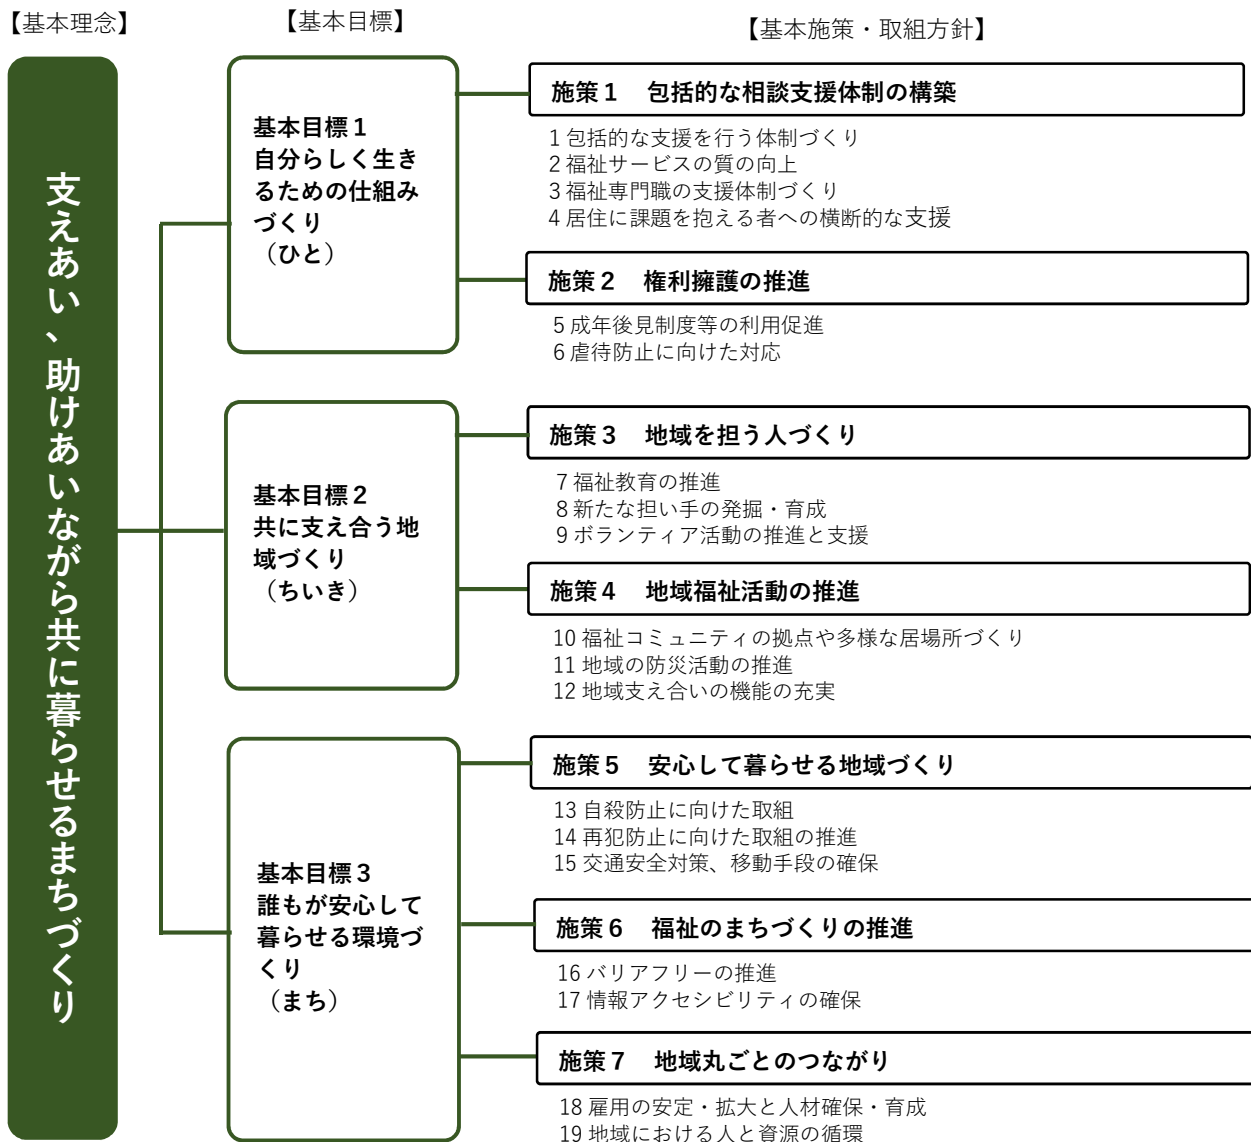 【基本理念】
【基本目標】
【基本施策・取組方針】
支えあい、助けあいながら共に暮らせるまちづくり
基本目標１
自分らしく生き
るための仕組み
づくり
（ひと）
施策１　包括的な相談支援体制の構築
1 包括的な支援を行う体制づくり
2 福祉サービスの質の向上
3 福祉専門職の支援体制づくり
4 居住に課題を抱える者への横断的な支援
施策２　権利擁護の推進
5 成年後見制度等の利用促進
6 虐待防止に向けた対応
基本目標２
共に支え合う地
域づくり
（ちいき）
施策３　地域を担う人づくり
7 福祉教育の推進
8 新たな担い手の発掘・育成
9 ボランティア活動の推進と支援
施策４　地域福祉活動の推進
10 福祉コミュニティの拠点や多様な居場所づくり
11 地域の防災活動の推進
12 地域支え合いの機能の充実
基本目標３
誰もが安心して
暮らせる環境づ
くり
（まち）
施策５　安心して暮らせる地域づくり
13 自殺防止に向けた取組
14 再犯防止に向けた取組の推進
15 交通安全対策、移動手段の確保
施策６　福祉のまちづくりの推進
16 バリアフリーの推進
17 情報アクセシビリティの確保
施策７　地域丸ごとのつながり
18 雇用の安定・拡大と人材確保・育成
19 地域における人と資源の循環